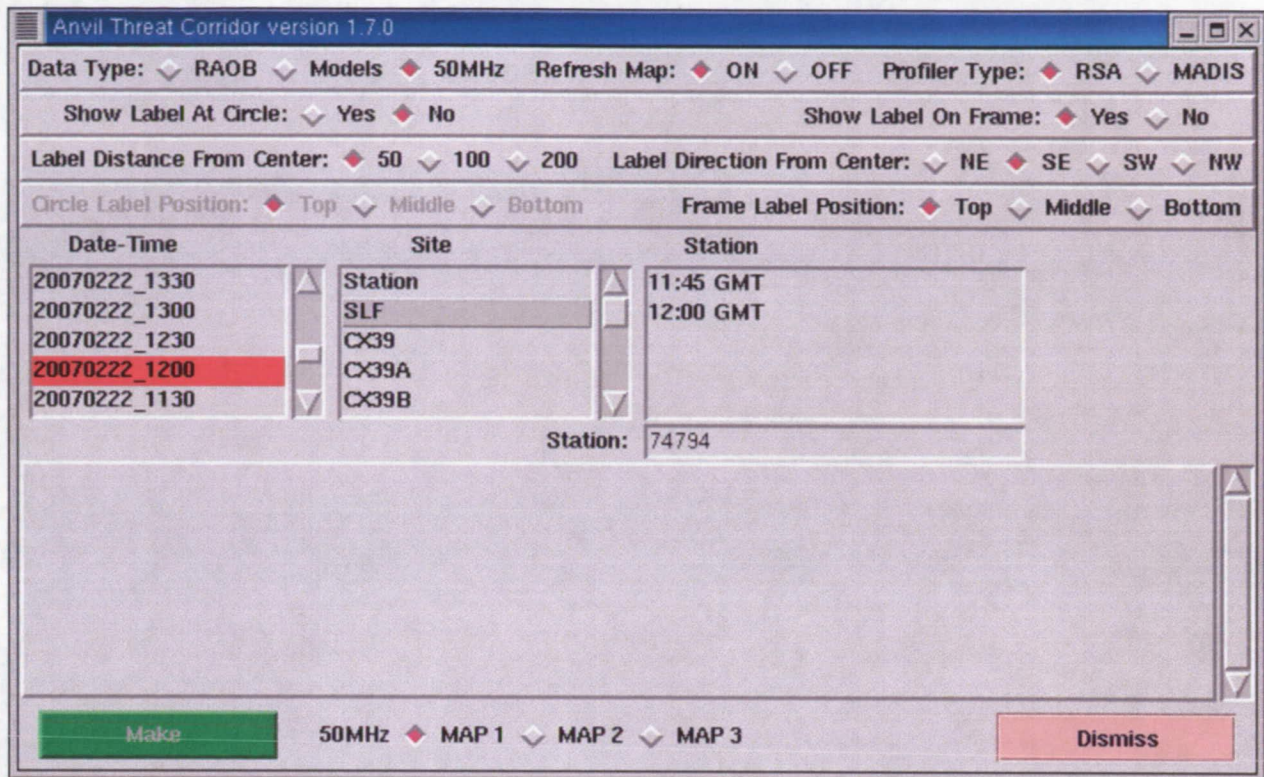 Anvil Threat Corridor version 1.7.0
Data Type: RAOB Models 50MHz Refresh Map: ON OFF Profiler Type: RSA MADIS
Show Label At Circle: Yes No Show Label On Frame: Yes No
Label Distance From Center: 50 100 200 Label Direction From Center: NE SE SW NW
Circle Label Position: Top Middle Bottom Frame Label Position: Top Middle Bottom
Date-Time Site Station
20070222_1330 Station 11:45 GMT
20070222_1300 SLF 12:00 GMT
20070222_1230 CX39
20070222_1200 CX39A
20070222_1130 CX39B
Station: 74794
Make 50MHz MAP 1 MAP 2 MAP 3 Dismiss